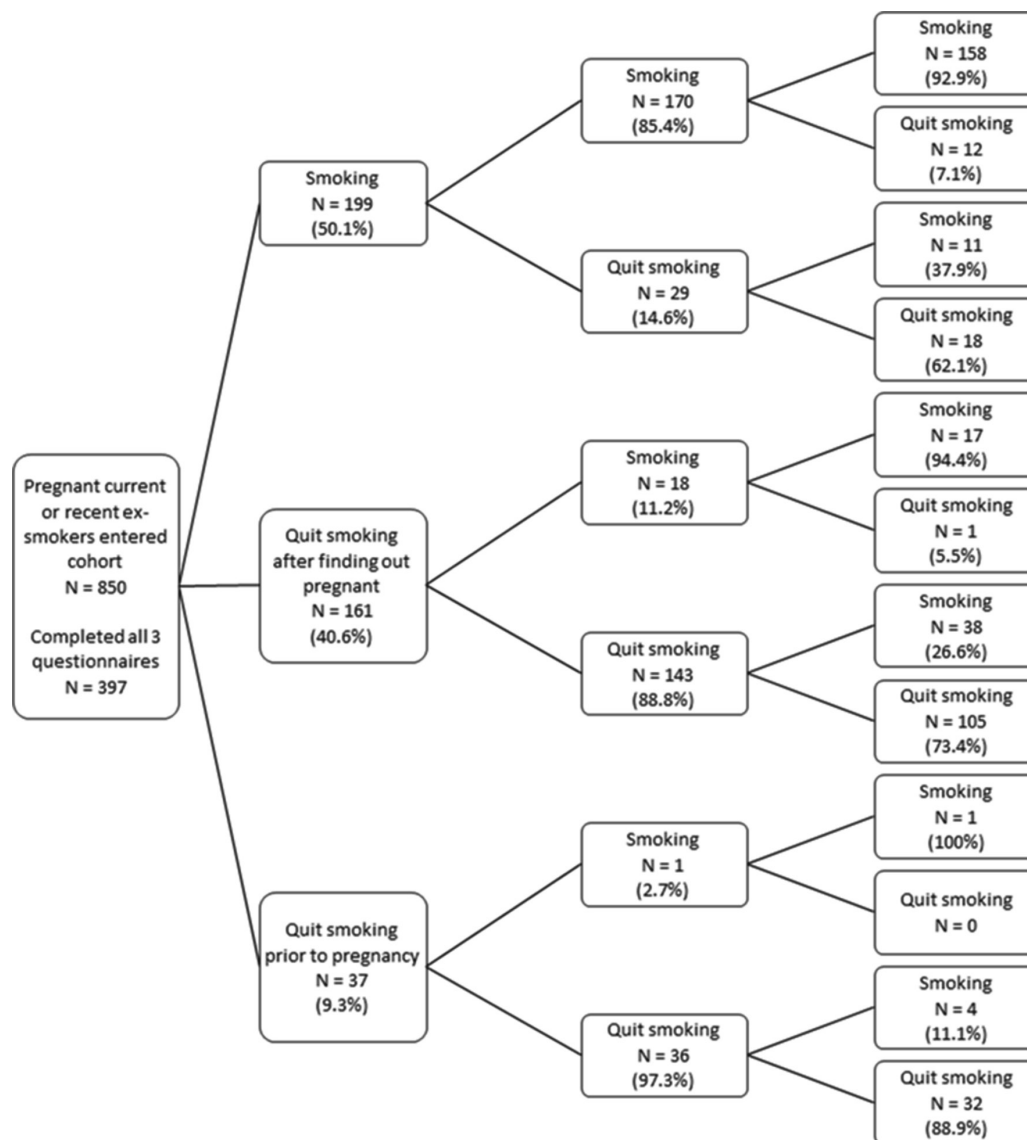 Pregnant current
or recent ex-
smokers entered
cohort
N = 850
Completed all 3
questionnaires
N = 397
Smoking
N = 199
(50.1%)
Quit smoking
after finding out
pregnant
N = 161
(40.6%)
Quit smoking
prior to pregnancy
N = 37
(9.3%)
Smoking
N = 170
(85.4%)
Quit smoking
N = 29
(14.6%)
Smoking
N = 18
(11.2%)
Quit smoking
N = 143
(88.8%)
Smoking
N = 1
(2.7%)
Quit smoking
N = 36
(97.3%)
Smoking
N = 158
(92.9%)
Quit smoking
N = 12
(7.1%)
Smoking
N = 11
(37.9%)
Quit smoking
N = 18
(62.1%)
Smoking
N = 17
(94.4%)
Quit smoking
N = 1
(5.5%)
Smoking
N = 38
(26.6%)
Quit smoking
N = 105
(73.4%)
Smoking
N = 1
(100%)
Quit smoking
N = 0
Smoking
N = 4
(11.1%)
Quit smoking
N = 32
(88.9%)